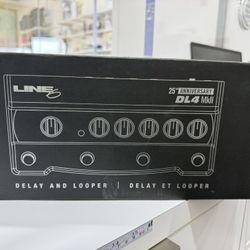 LINE 6
25TH ANNIVERSARY
DL4 MkII
DELAY AND LOOPER | DELAY ET LOOPER